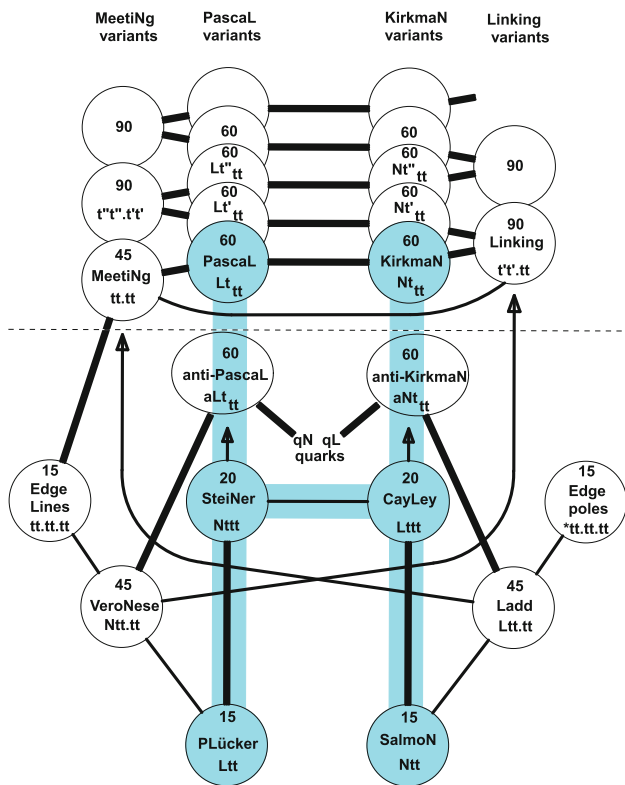 MeetiNg PascaL KirkmaN Linking
variants variants variants variants
90 60 60 90
60 60
Lt"tt Nt"tt
90 60 60 90
t"t".t't' Lt'tt Nt'tt Linking
t't'.tt
45 60 60
MeetiNg PascaL KirkmaN
tt.tt Lttt Nttt
60 60
anti-PascaL anti-KirkmaN
aLttt aNttt
qN qL
quarks
15 20 20 15
Edge SteiNer CayLey Edge
Lines poles
tt.tt.tt Nttt Lttt *tt.tt.tt
45 45
VeroNese Ladd
Ntt.tt Ltt.tt
15 15
PLücker SalmoN
Ltt Ntt